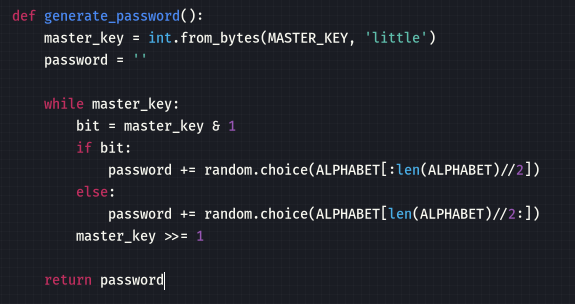 def generate_password():
    master_key = int.from_bytes(MASTER_KEY, 'little')
    password = ''

    while master_key:
        bit = master_key & 1
        if bit:
            password += random.choice(ALPHABET[:len(ALPHABET)//2])
        else:
            password += random.choice(ALPHABET[len(ALPHABET)//2:])
        master_key >>= 1

    return password